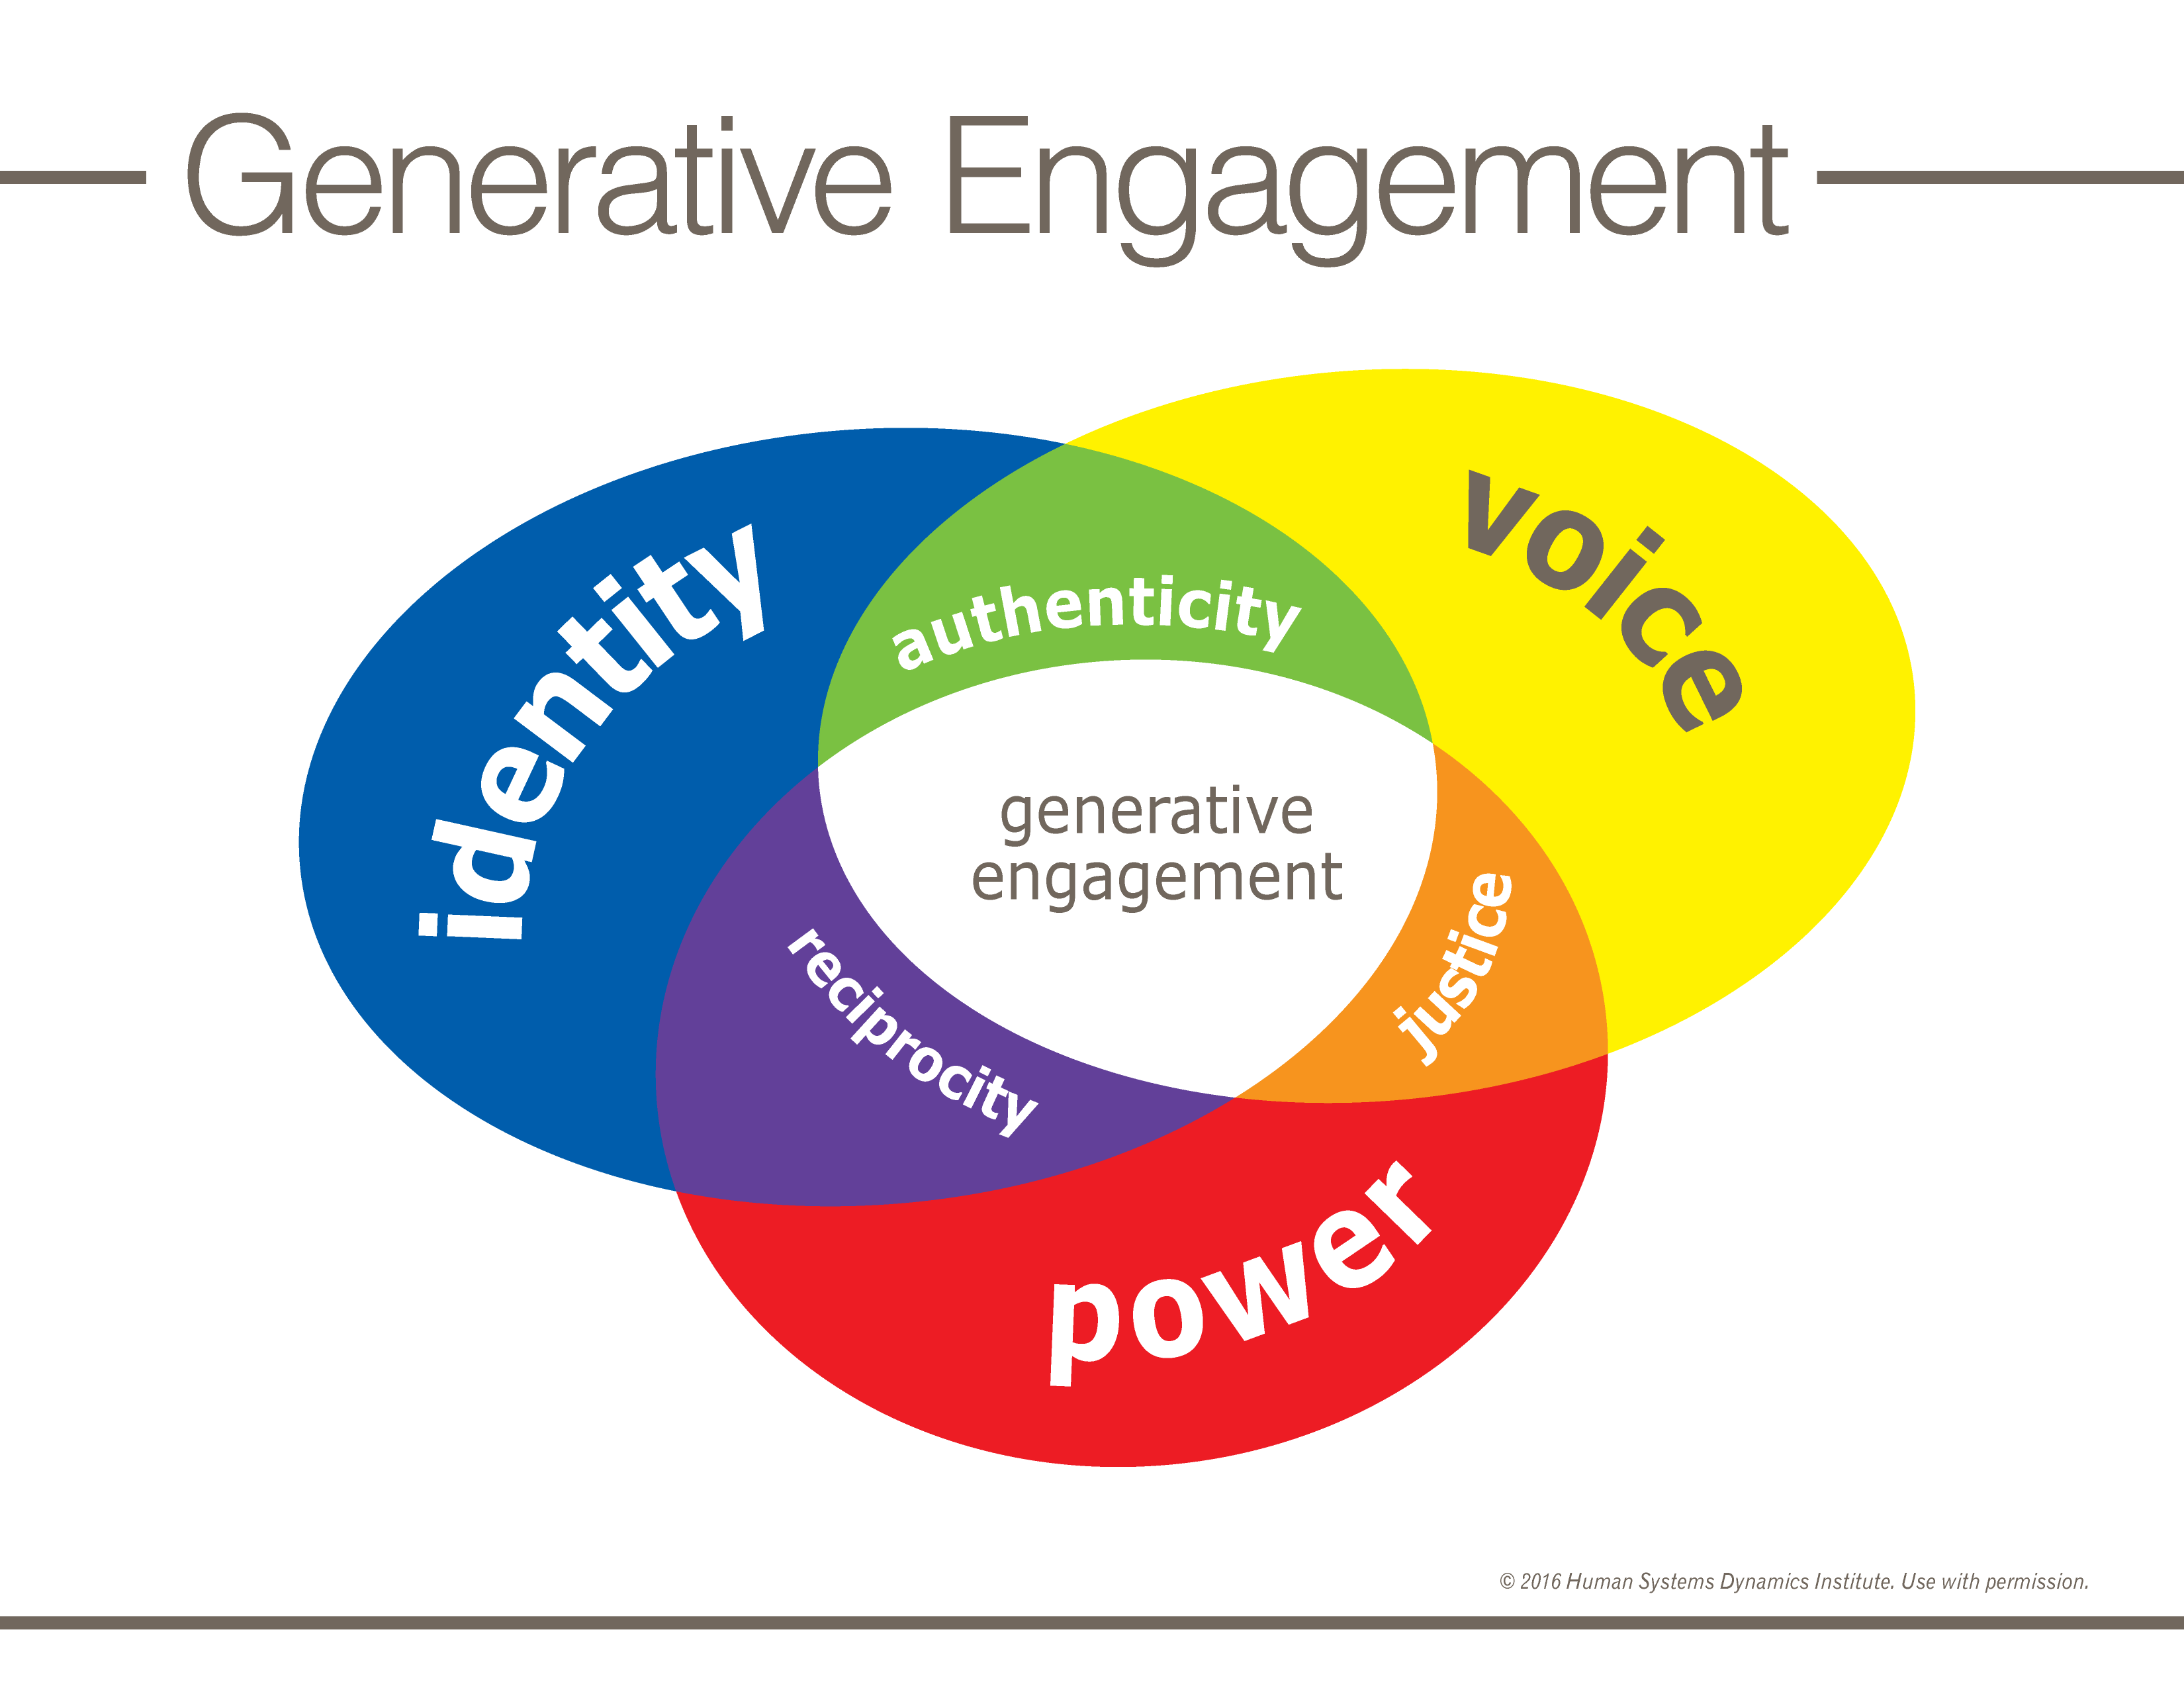 Generative Engagement
voice
identity
authenticity
generative
engagement
justice
reciprocity
power
© 2016 Human Systems Dynamics Institute. Use with permission.